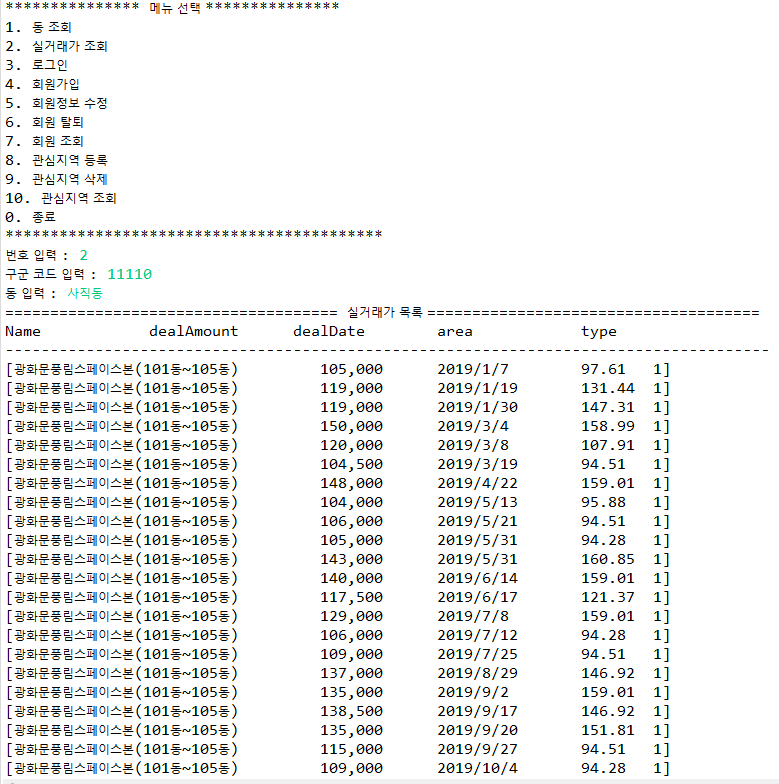 *************** 메뉴 선택 ***************
1. 동 조회
2. 실거래가 조회
3. 로그인
4. 회원가입
5. 회원정보 수정
6. 회원 탈퇴
7. 회원 조회
8. 관심지역 등록
9. 관심지역 삭제
10. 관심지역 조회
0. 종료
******************************************
번호 입력 : 2
구군 코드 입력 : 11110
동 입력 : 사직동
===================================== 실거래가 목록 =====================================
Name dealAmount dealDate area type
-------------------------------------------------------------------------------------
[광화문풍림스페이스본(101동~105동) 105,000 2019/1/7 97.61 1]
[광화문풍림스페이스본(101동~105동) 119,000 2019/1/19 131.44 1]
[광화문풍림스페이스본(101동~105동) 119,000 2019/1/30 147.31 1]
[광화문풍림스페이스본(101동~105동) 150,000 2019/3/4 158.99 1]
[광화문풍림스페이스본(101동~105동) 120,000 2019/3/8 107.91 1]
[광화문풍림스페이스본(101동~105동) 104,500 2019/3/19 94.51 1]
[광화문풍림스페이스본(101동~105동) 148,000 2019/4/22 159.01 1]
[광화문풍림스페이스본(101동~105동) 104,000 2019/5/13 95.88 1]
[광화문풍림스페이스본(101동~105동) 106,000 2019/5/21 94.51 1]
[광화문풍림스페이스본(101동~105동) 105,000 2019/5/31 94.28 1]
[광화문풍림스페이스본(101동~105동) 143,000 2019/5/31 160.85 1]
[광화문풍림스페이스본(101동~105동) 140,000 2019/6/14 159.01 1]
[광화문풍림스페이스본(101동~105동) 117,500 2019/6/17 121.37 1]
[광화문풍림스페이스본(101동~105동) 129,000 2019/7/8 159.01 1]
[광화문풍림스페이스본(101동~105동) 106,000 2019/7/12 94.28 1]
[광화문풍림스페이스본(101동~105동) 109,000 2019/7/25 94.51 1]
[광화문풍림스페이스본(101동~105동) 137,000 2019/8/29 146.92 1]
[광화문풍림스페이스본(101동~105동) 135,000 2019/9/2 159.01 1]
[광화문풍림스페이스본(101동~105동) 138,500 2019/9/17 146.92 1]
[광화문풍림스페이스본(101동~105동) 135,000 2019/9/20 151.81 1]
[광화문풍림스페이스본(101동~105동) 115,000 2019/9/27 94.51 1]
[광화문풍림스페이스본(101동~105동) 109,000 2019/10/4 94.28 1]